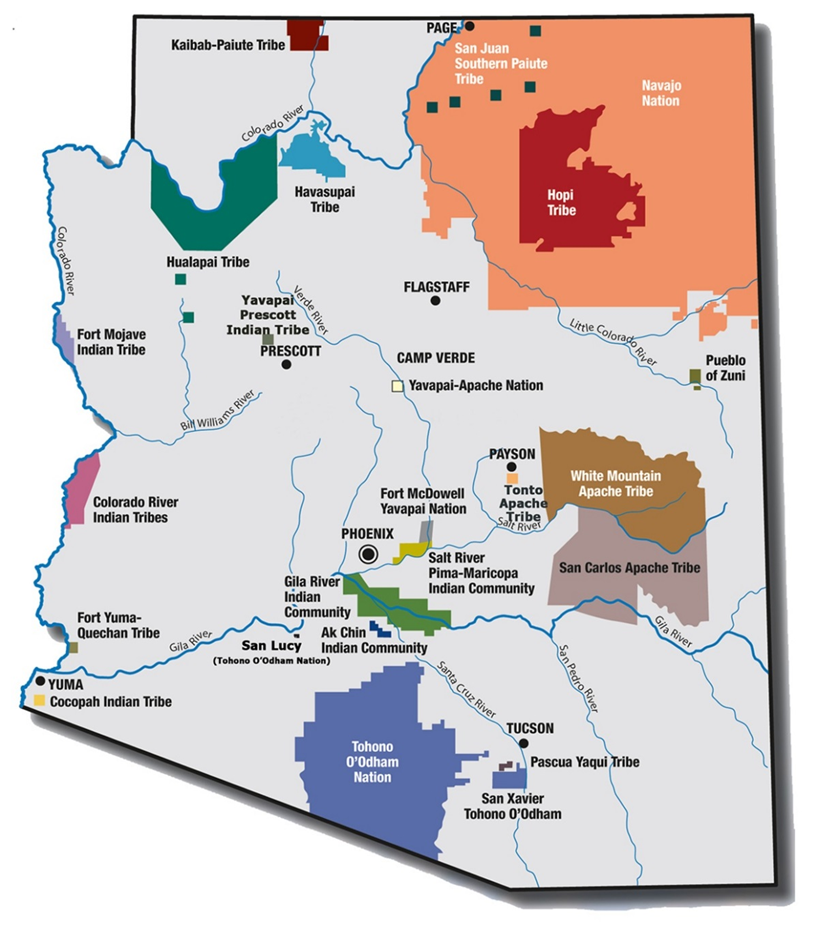 PAGE
Kaibab-Paiute Tribe
San Juan
Southern Paiute
Tribe
Navajo
Nation
Colorado River
Havasupai
Tribe
Hopi
Tribe
Colorado River
Hualapai Tribe
FLAGSTAFF
Yavapai
Prescott
Indian Tribe
Verde River
Little Colorado River
Fort Mojave
Indian Tribe
PRESCOTT
CAMP VERDE
Yavapai-Apache Nation
Pueblo
of Zuni
Bill Williams River
PAYSON
Tonto
Apache
Tribe
White Mountain
Apache Tribe
Colorado River
Indian Tribes
Fort McDowell
Yavapai Nation
Salt River
PHOENIX
Salt River
Pima-Maricopa
Indian Community
San Carlos Apache Tribe
Gila River
Indian
Community
Fort Yuma-
Quechan Tribe
Gila River
San Lucy
(Tohono O'Odham Nation)
Ak Chin
Indian Community
Gila River
YUMA
Cocopah Indian Tribe
Santa Cruz River
San Pedro River
TUCSON
Tohono
O'Odham
Nation
Pascua Yaqui Tribe
San Xavier
Tohono O'Odham